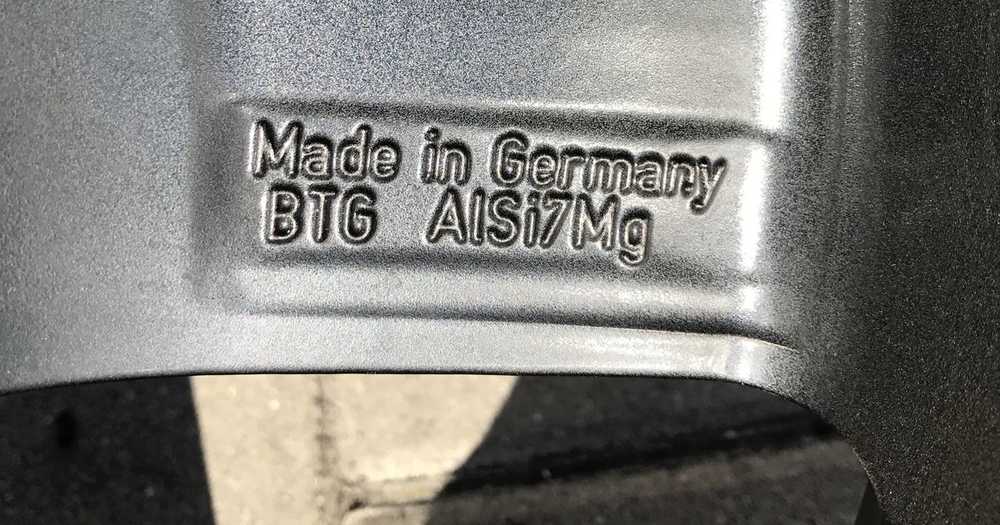 Made in Germany
BTG AlSi7Mg